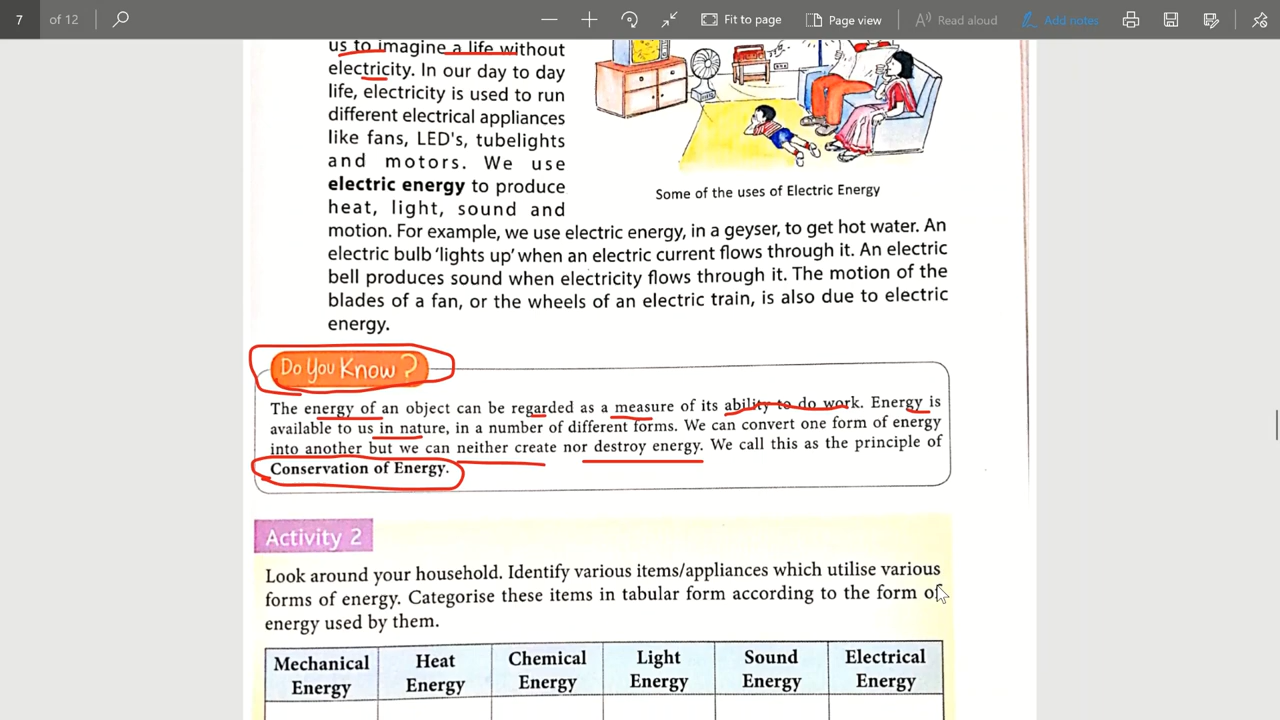 7 of 12 Fit to page Page view Read aloud Add notes
us to imagine a life without
electricity. In our day to day
life, electricity is used to run
different electrical appliances
like fans, LED's, tubelights
and motors. We use
electric energy to produce
heat, light, sound and
Some of the uses of Electric Energy
motion. For example, we use electric energy, in a geyser, to get hot water. An
electric bulb 'lights up' when an electric current flows through it. An electric
bell produces sound when electricity flows through it. The motion of the
blades of a fan, or the wheels of an electric train, is also due to electric
energy.
Do You Know ?
The energy of an object can be regarded as a measure of its ability to do work. Energy is
available to us in nature, in a number of different forms. We can convert one form of energy
into another but we can neither create nor destroy energy. We call this as the principle of
Conservation of Energy.
Activity 2
Look around your household. Identify various items/appliances which utilise various
forms of energy. Categorise these items in tabular form according to the form of
energy used by them.
Mechanical Energy Heat Energy Chemical Energy Light Energy Sound Energy Electrical Energy